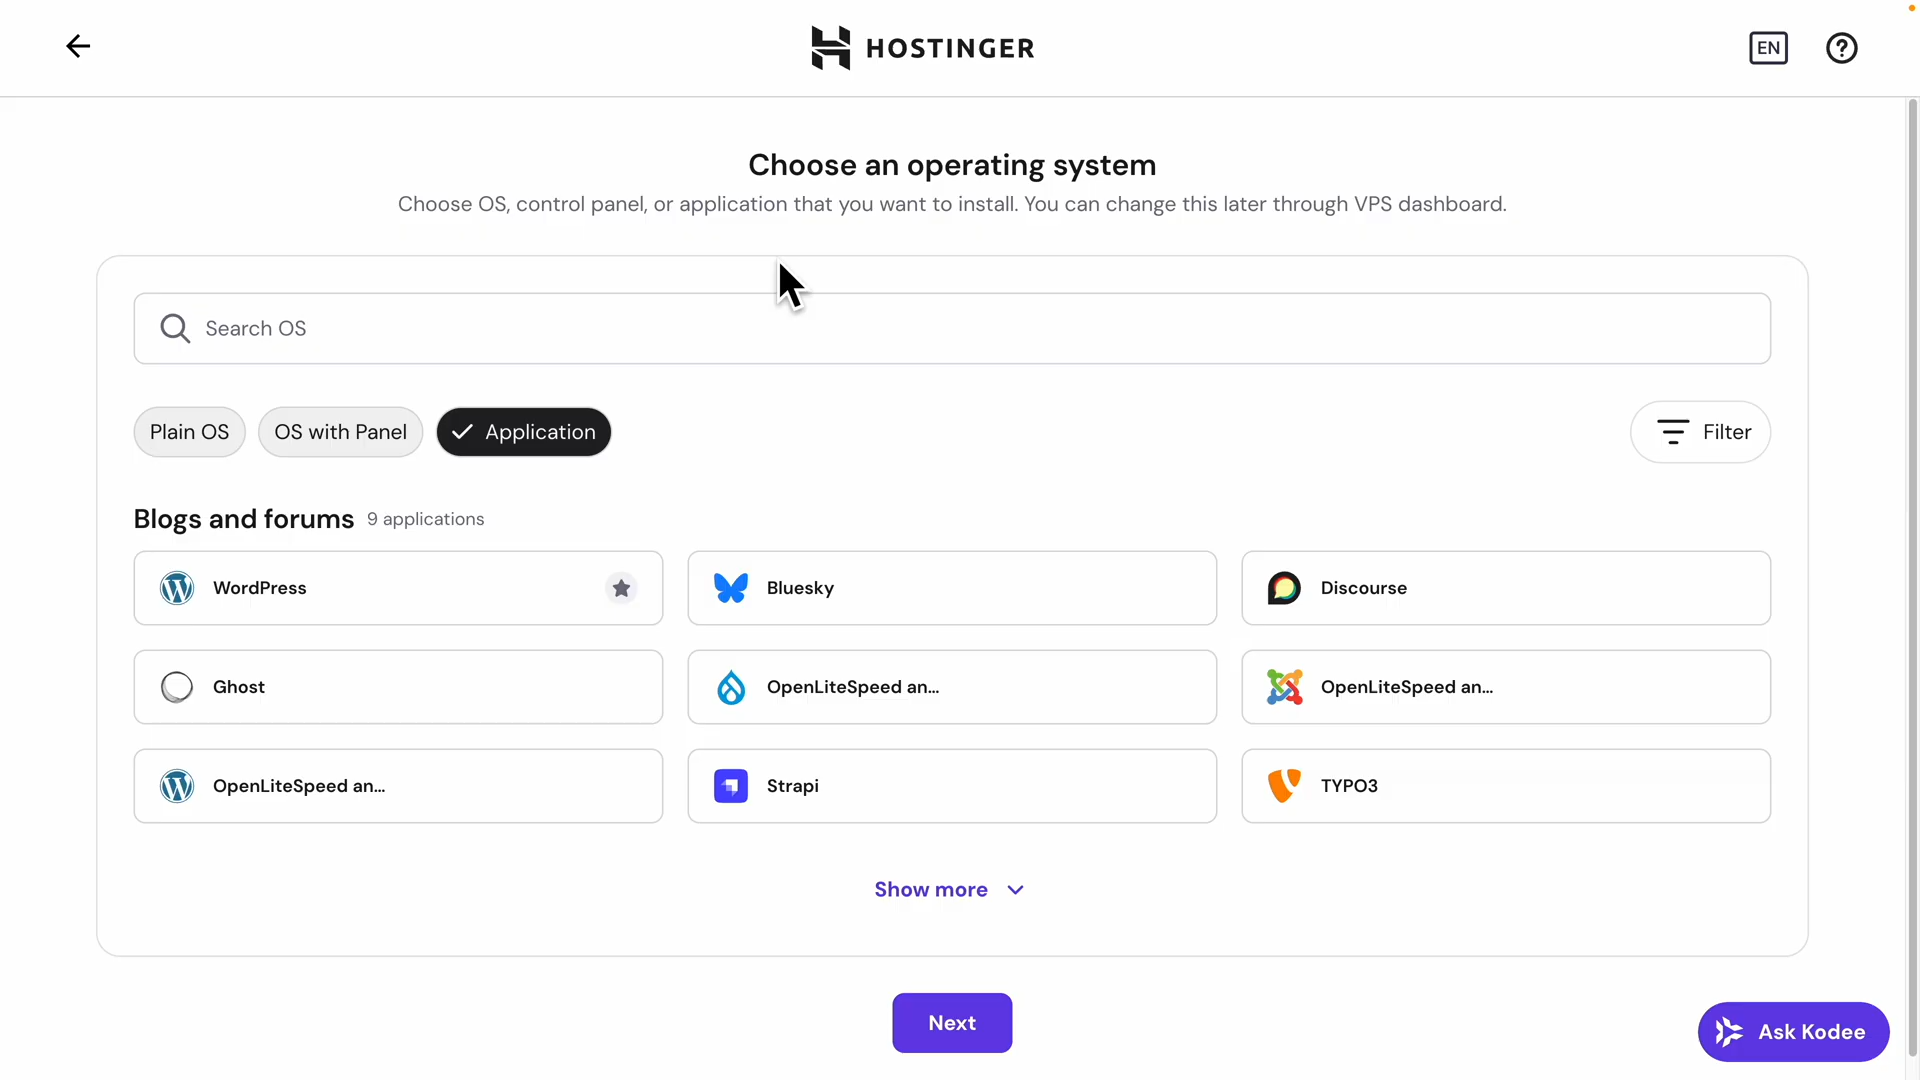 HOSTINGER
EN
Choose an operating system
Choose OS, control panel, or application that you want to install. You can change this later through VPS dashboard.
Search OS
Plain OS
OS with Panel
Application
Filter
Blogs and forums 9 applications
WordPress
Bluesky
Discourse
Ghost
OpenLiteSpeed an...
OpenLiteSpeed an...
OpenLiteSpeed an...
Strapi
TYPO3
Show more
Next
Ask Kodee